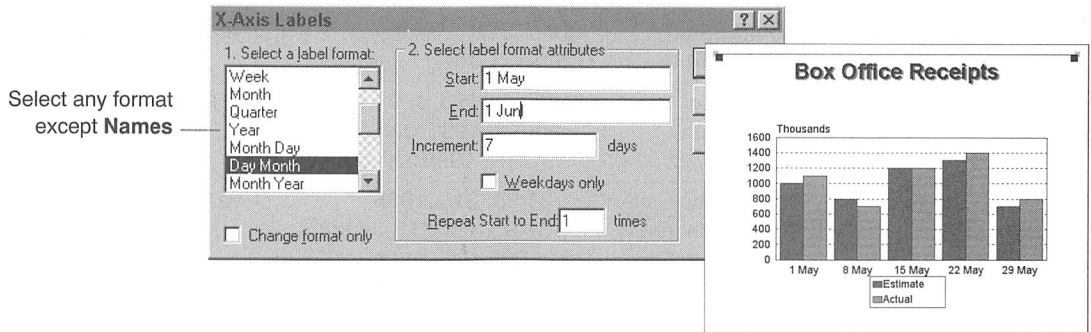 Select any format
except Names
X-Axis Labels
1. Select a label format:
Week
Month
Quarter
Year
Month Day
Day Month
Month Year
Change format only
2. Select label format attributes
Start: 1 May
End: 1 Jun
Increment: 7 days
Weekdays only
Repeat Start to End: 1 times
Box Office Receipts
Thousands
1600
1400
1200
1000
800
600
400
200
0
1 May 8 May 15 May 22 May 29 May
Estimate
Actual